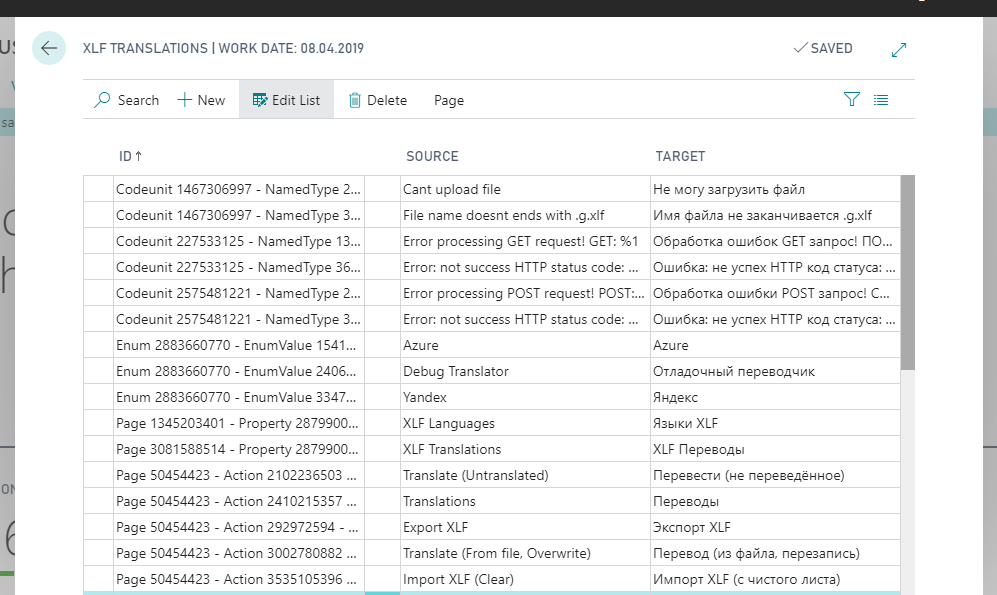 XLF TRANSLATIONS | WORK DATE: 08.04.2019
SAVED
Search New Edit List Delete Page
ID↑ SOURCE TARGET
Codeunit 1467306997 - NamedType 2... Cant upload file Не могу загрузить файл
Codeunit 1467306997 - NamedType 3... File name doesnt ends with .g.xlf Имя файла не заканчивается .g.xlf
Codeunit 227533125 - NamedType 13... Error processing GET request! GET: %1 Обработка ошибок GET запрос! ПО...
Codeunit 227533125 - NamedType 36... Error: not success HTTP status code: ... Ошибка: не успех HTTP код статуса: ...
Codeunit 2575481221 - NamedType 2... Error processing POST request! POST:... Обработка ошибки POST запрос! С...
Codeunit 2575481221 - NamedType 3... Error: not success HTTP status code: ... Ошибка: не успех HTTP код статуса: ...
Enum 2883660770 - EnumValue 1541... Azure Azure
Enum 2883660770 - EnumValue 2406... Debug Translator Отладочный переводчик
Enum 2883660770 - EnumValue 3347... Yandex Яндекс
Page 1345203401 - Property 2879900... XLF Languages Языки XLF
Page 3081588514 - Property 2879900... XLF Translations XLF Переводы
Page 50454423 - Action 2102236503 ... Translate (Untranslated) Перевести (не переведённое)
Page 50454423 - Action 2410215357 ... Translations Переводы
Page 50454423 - Action 292972594 - ... Export XLF Экспорт XLF
Page 50454423 - Action 3002780882 ... Translate (From file, Overwrite) Перевод (из файла, перезапись)
Page 50454423 - Action 3535105396 ... Import XLF (Clear) Импорт XLF (с чистого листа)